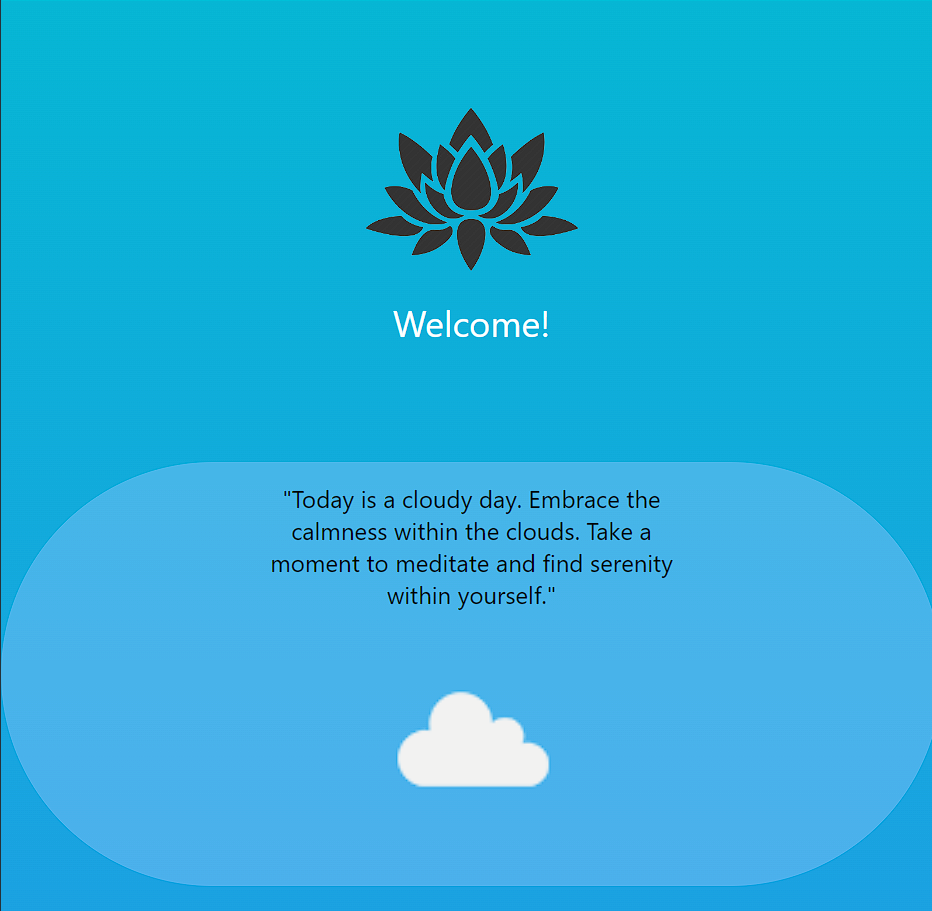 Welcome!
"Today is a cloudy day. Embrace the
calmness within the clouds. Take a
moment to meditate and find serenity
within yourself."